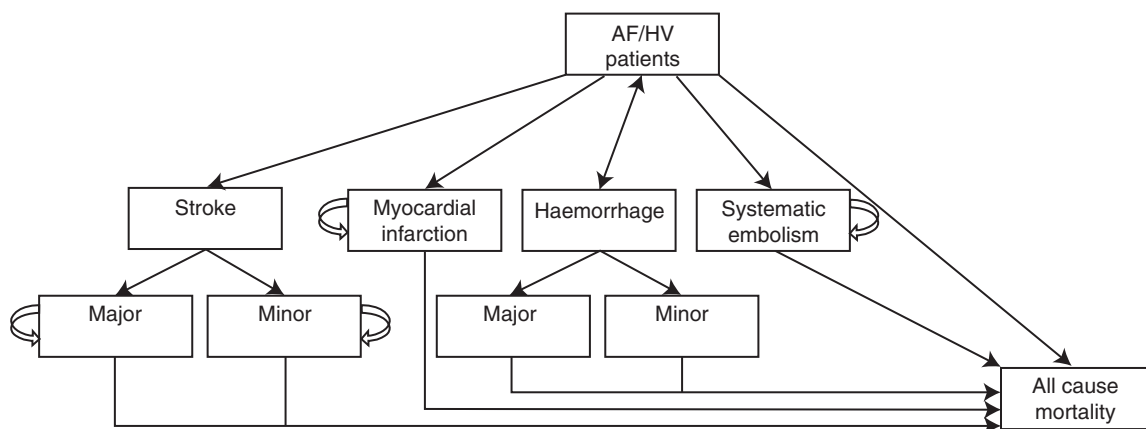 AF/HV
patients
Stroke
Myocardial
infarction
Haemorrhage
Systematic
embolism
Major
Minor
Major
Minor
All cause
mortality